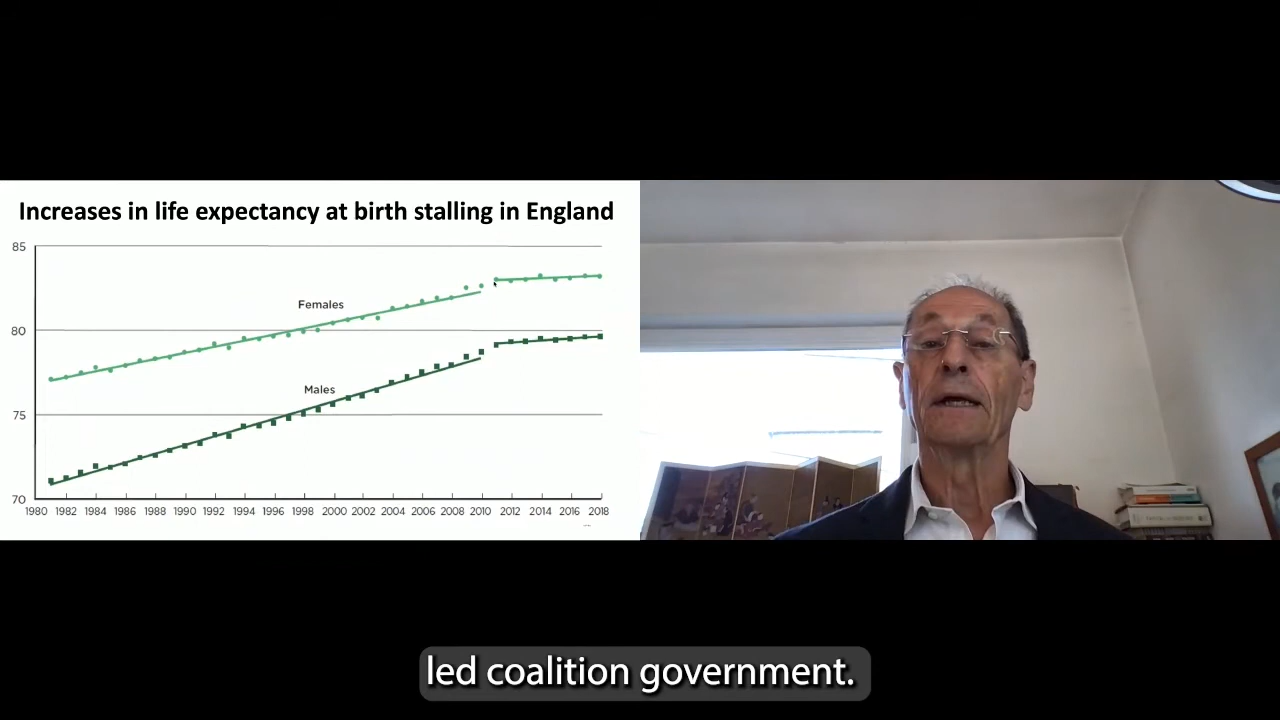 Increases in life expectancy at birth stalling in England
85
Females
80
Males
75
70
1980 1982 1984 1986 1988 1990 1992 1994 1996 1998 2000 2002 2004 2006 2008 2010 2012 2014 2016 2018
led coalition government.